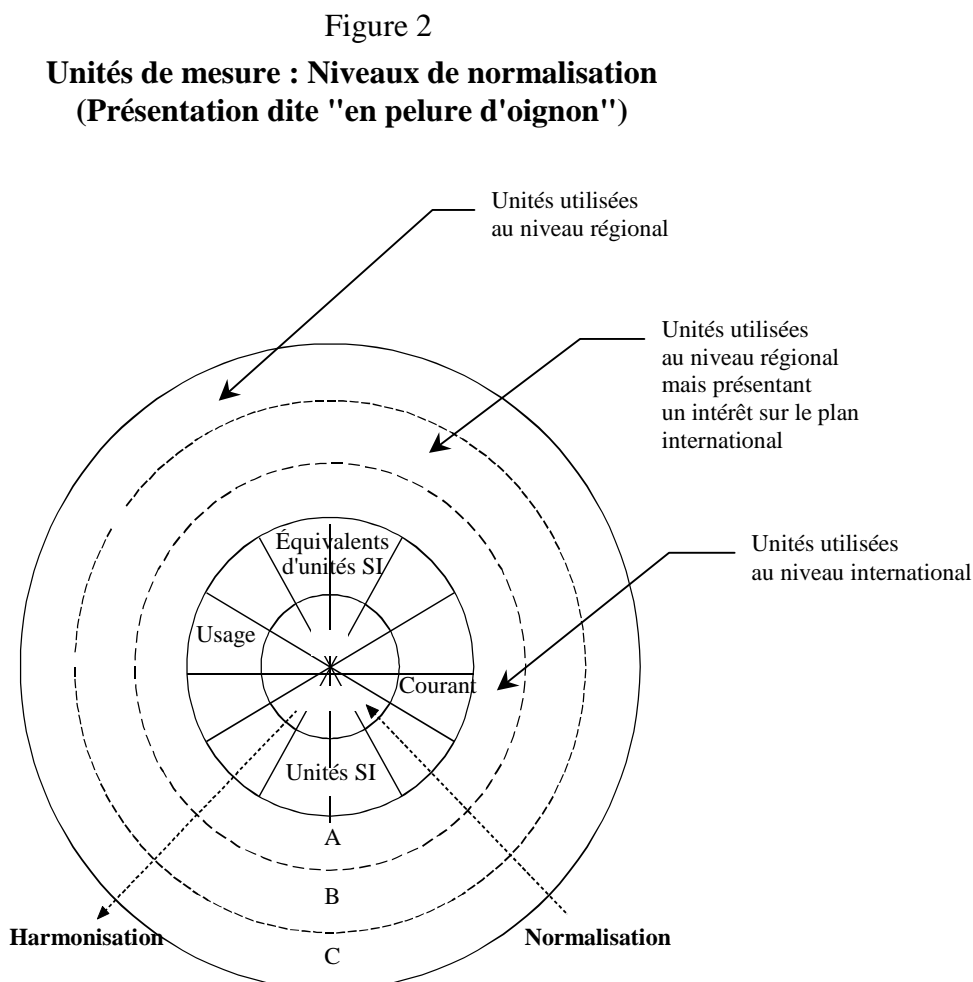 Figure 2
Unités de mesure : Niveaux de normalisation
(Présentation dite "en pelure d'oignon")
Unités utilisées
au niveau régional
Unités utilisées
au niveau régional
mais présentant
un intérêt sur le plan
international
Unités utilisées
au niveau international
Équivalents
d'unités SI
Usage
Courant
Unités SI
A
B
C
Harmonisation
Normalisation